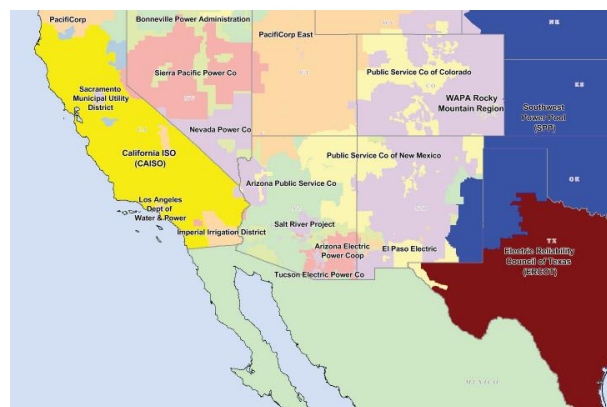 PacifiCorp
Bonneville Power Administration
PacifiCorp East
NE
Sierra Pacific Power Co
Public Service Co of Colorado
Sacramento
Municipal Utility
District
WAPA Rocky
Mountain Region
CO
KS
Southwest
Power Pool
(SPP)
Nevada Power Co
California ISO
(CAISO)
Public Service Co of New Mexico
Arizona Public Service Co
OK
Los Angeles
Dept of
Water & Power
Salt River Project
Imperial Irrigation District
Arizona Electric
Power Coop
El Paso Electric
TX
Electric Reliability
Council of Texas
(ERCOT)
Tucson Electric Power Co
MEXICO